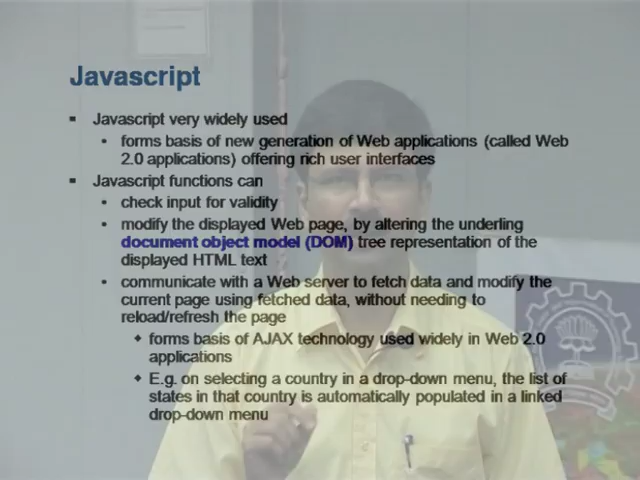 Javascript
▪ Javascript very widely used
• forms basis of new generation of Web applications (called Web
2.0 applications) offering rich user interfaces
▪ Javascript functions can
• check input for validity
• modify the displayed Web page, by altering the underling
document object model (DOM) tree representation of the
displayed HTML text
• communicate with a Web server to fetch data and modify the
current page using fetched data, without needing to
reload/refresh the page
◆ forms basis of AJAX technology used widely in Web 2.0
applications
◆ E.g. on selecting a country in a drop-down menu, the list of
states in that country is automatically populated in a linked
drop-down menu